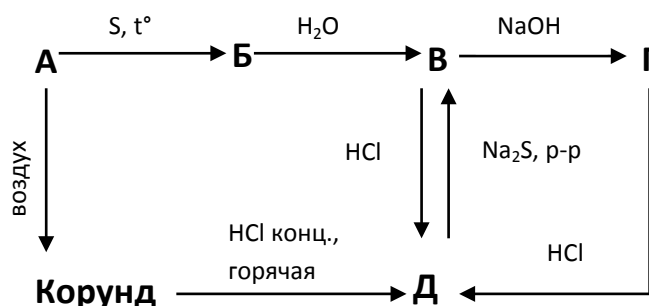 S, t°
H₂O
NaOH
А
Б
В
воздух
HCl
Na₂S, р-р
HCl конц.,
горячая
HCl
Корунд
Д